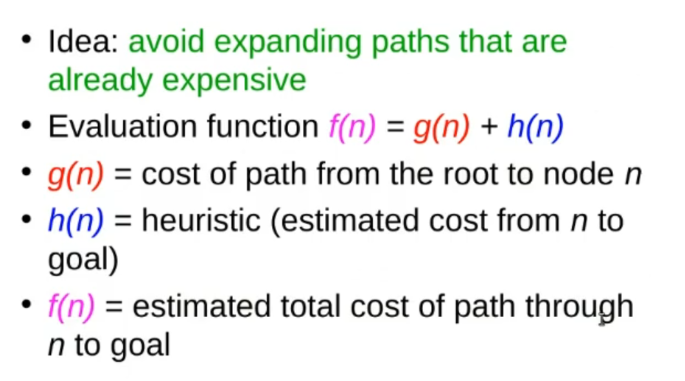 • Idea: avoid expanding paths that are
already expensive
• Evaluation function f(n) = g(n) + h(n)
• g(n) = cost of path from the root to node n
• h(n) = heuristic (estimated cost from n to
goal)
• f(n) = estimated total cost of path through
n to goal